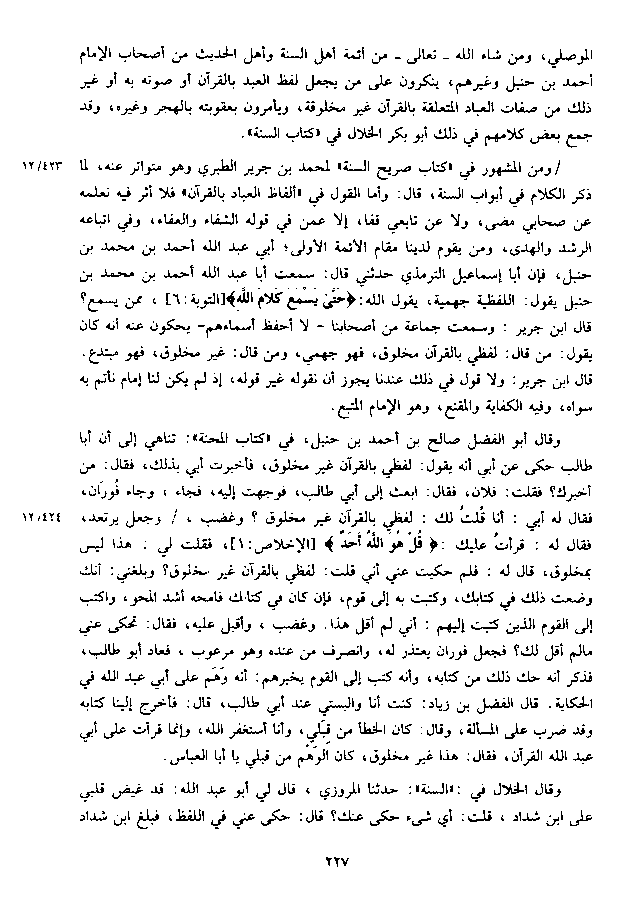 الموصلي، ومن شاء الله ـ تعالى ـ من أئمة أهل السنة وأهل الحديث من أصحاب الإمام
أحمد بن حنبل وغيرهم، ينكرون على من يجعل لفظ العبد بالقرآن أو صوته به أو غير
ذلك من صفات العباد المتعلقة بالقرآن غير مخلوقة، ويأمرون بعقوبته بالهجر وغيره، وقد
جمع بعض كلامهم في ذلك أبو بكر الخلال في «كتاب السنة».
١٢/٤٢٣ / ومن المشهور في «كتاب صريح السنة» لمحمد بن جرير الطبري وهو متواتر عنه، لما
ذكر الكلام في أبواب السنة، قال: وأما القول في «ألفاظ العباد بالقرآن» فلا أثر فيه نعلمه
عن صحابي مضى، ولا عن تابعي قفا، إلا عمن في قوله الشفاء والعفاء، وفي اتباعه
الرشد والهدى، ومن يقوم لدينا مقام الأئمة الأولى؛ أبي عبد الله أحمد بن محمد بن
حنبل، فإن أبا إسماعيل الترمذي حدثني قال: سمعت أبا عبد الله أحمد بن محمد بن
حنبل يقول: اللفظية جهمية، يقول الله: ﴿حَتَّىٰ يَسْمَعَ كَلامَ اللَّهِ﴾[التوبة:٦] ، ممن يسمع؟
قال ابن جرير : وسمعت جماعة من أصحابنا - لا أحفظ أسماءهم- يحكون عنه أنه كان
يقول: من قال: لفظي بالقرآن مخلوق، فهو جهمي، ومن قال: غير مخلوق، فهو مبتدع.
قال ابن جرير: ولا قول في ذلك عندنا يجوز أن نقوله غير قوله، إذ لم يكن لنا إمام نأتم به
سواه، وفيه الكفاية والمقنع، وهو الإمام المتبع.
وقال أبو الفضل صالح بن أحمد بن حنبل، في «كتاب المحنة»: تناهي إلى أن أبا
طالب حكى عن أبي أنه يقول: لفظي بالقرآن غير مخلوق، فأخبرت أبي بذلك، فقال: من
أخبرك؟ فقلت: فلان، فقال: ابعث إلى أبي طالب، فوجهت إليه، فجاء ، وجاء فُورَان،
١٢/٤٢٤ فقال له أبي : أنا قُلتُ لك : لفظي بالقرآن غير مخلوق ؟ وغضب ، / وجعل يرتعد،
فقال له : قرأتُ عليك :﴿ قُلْ هُوَ اللَّهُ أَحَدٌ ﴾ [الإخلاص:١]، فقلت لي : هذا ليس
بمخلوق، قال له : فلم حكيت عني أني قلت: لفظي بالقرآن غير مخلوق؟ وبلغني: أنك
وضعت ذلك في كتابك، وكتبت به إلى قوم، فإن كان في كتابك فامحه أشد المحو، واكتب
إلى القوم الذين كتبت إليهم : أني لم أقل هذا. وغضب ، وأقبل عليه، فقال: تحكى عني
مالم أقل لك؟ فجعل فوران يعتذر له، وانصرف من عنده وهو مرعوب ، فعاد أبو طالب،
فذكر أنه حك ذلك من كتابه، وأنه كتب إلى القوم يخبرهم: أنه وَهَم على أبي عبد الله في
الحكاية. قال الفضل بن زياد: كنت أنا والبستي عند أبي طالب، قال: فأخرج إلينا كتابه
وقد ضرب على المسألة، وقال: كان الخطأ من قِبَلي، وأنا أستغفر الله، وإنما قرأت على أبي
عبد الله القرآن، فقال: هذا غير مخلوق، كان الوَهْم من قبلي يا أبا العباس.
وقال الخلال في :«السنة»: حدثنا المروزي ، قال لي أبو عبد الله: قد غيض قلبي
على ابن شداد ، قلت: أي شيء حكى عنك؟ قال: حكى عني في اللفظ، فبلغ ابن شداد
٢٢٧